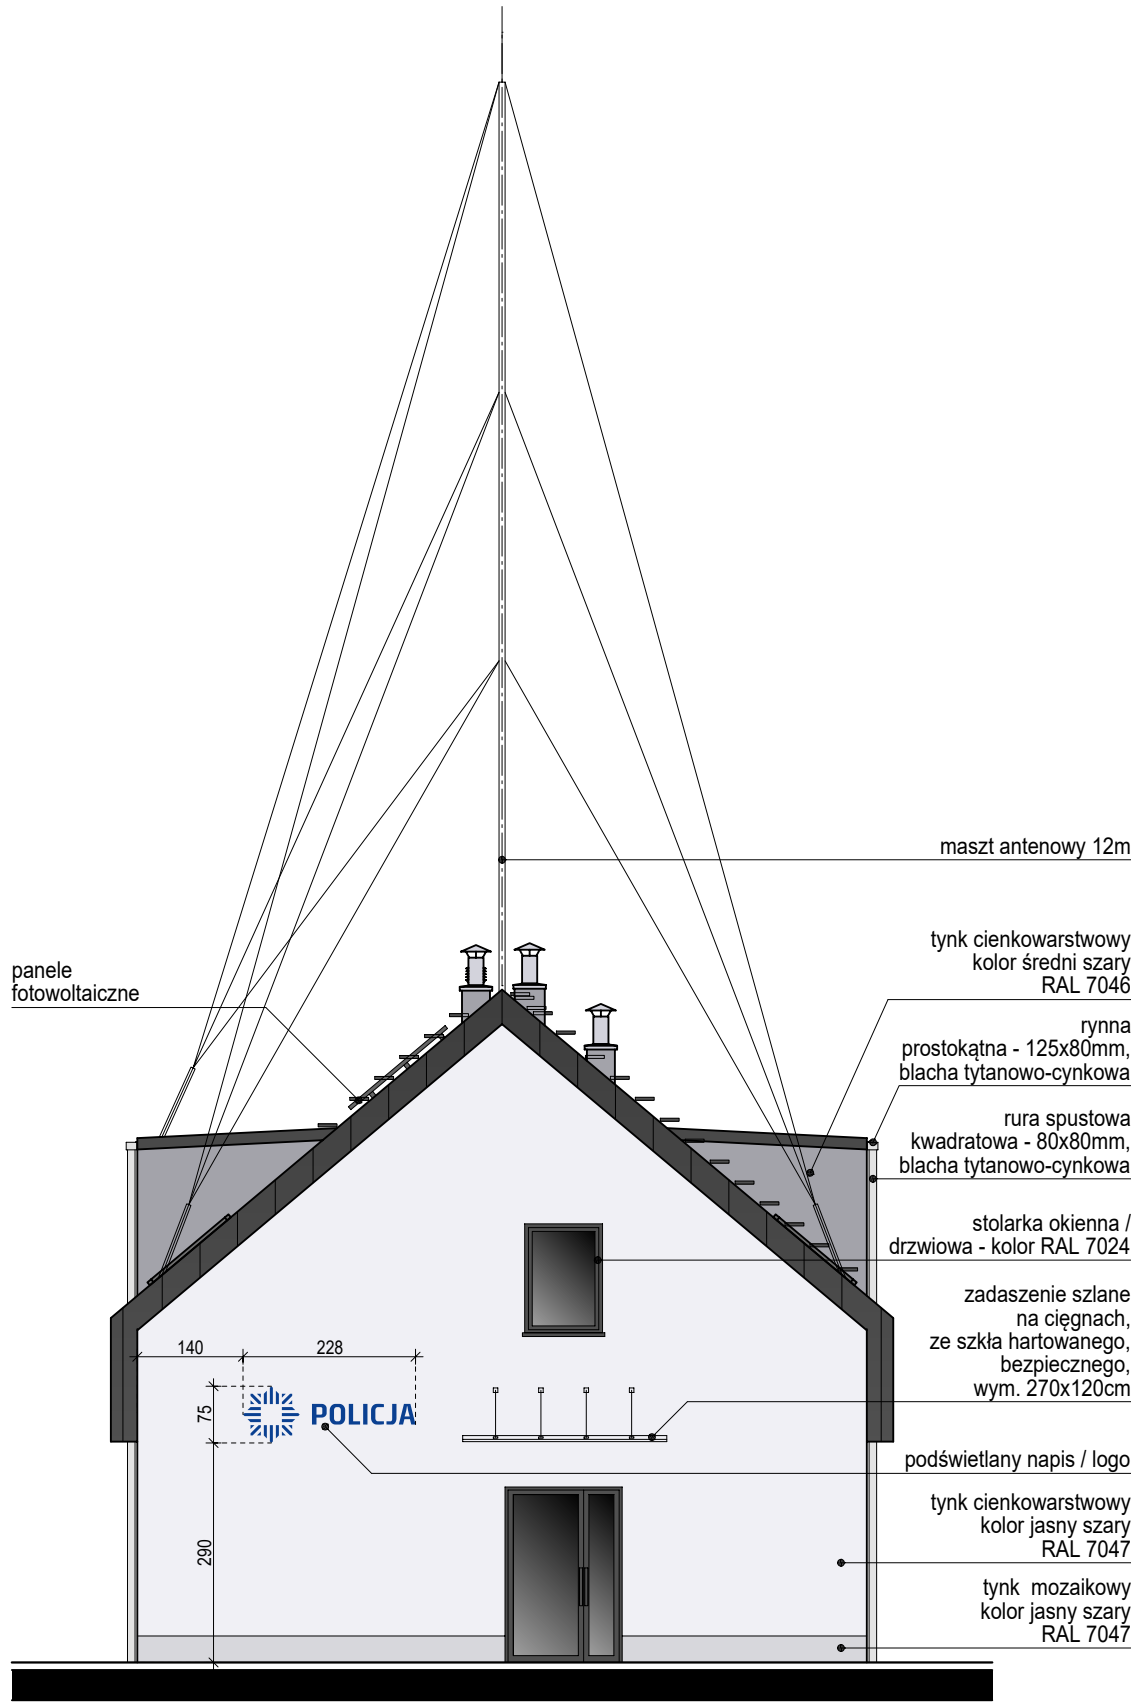 maszt antenowy 12m
tynk cienkowarstwowy
kolor średni szary
RAL 7046
panele
fotowoltaiczne
rynna
prostokątna - 125x80mm,
blacha tytanowo-cynkowa
rura spustowa
kwadratowa - 80x80mm,
blacha tytanowo-cynkowa
stolarka okienna /
drzwiowa - kolor RAL 7024
zadaszenie szlane
na cięgnach,
ze szkła hartowanego,
bezpiecznego,
wym. 270x120cm
140
228
75
POLICJA
podświetlany napis / logo
290
tynk cienkowarstwowy
kolor jasny szary
RAL 7047
tynk  mozaikowy
kolor jasny szary
RAL 7047